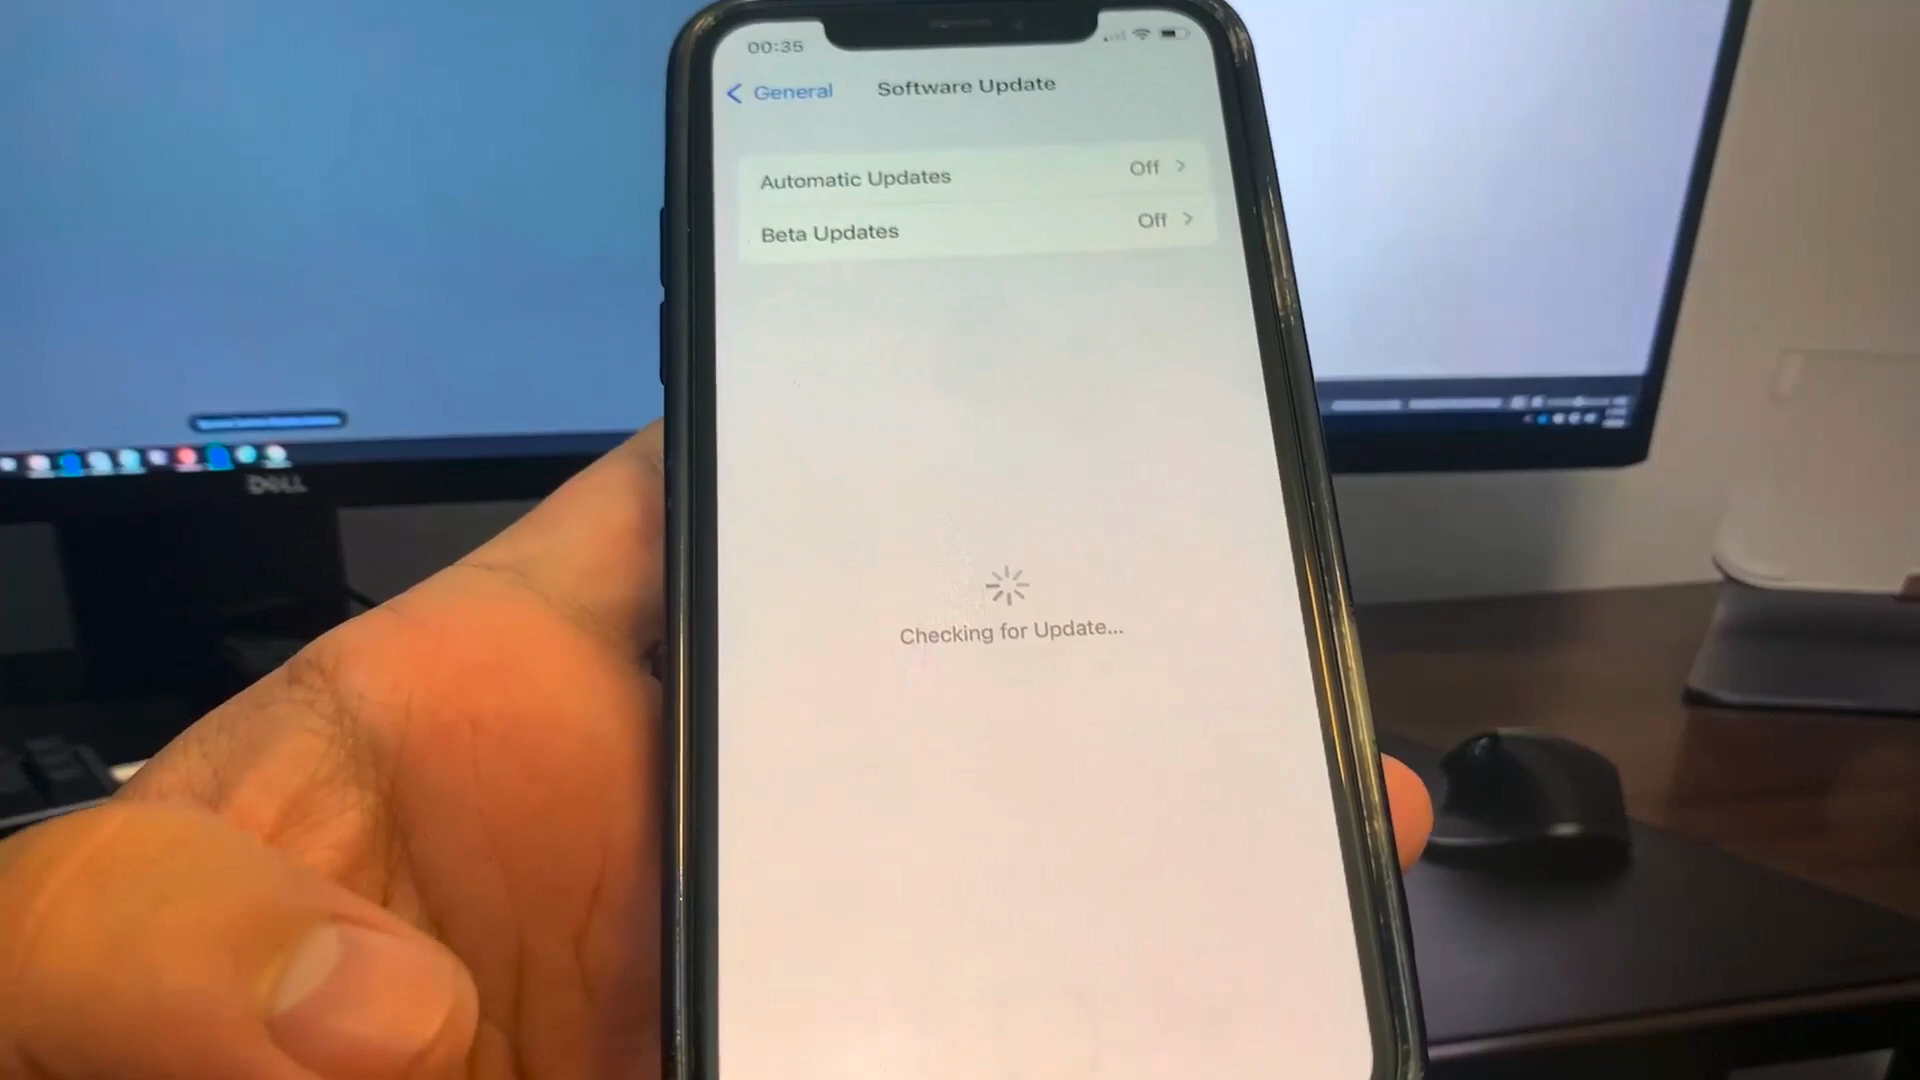 00:35
General
Software Update
Automatic Updates
Off
Beta Updates
Off
Checking for Update...
DELL